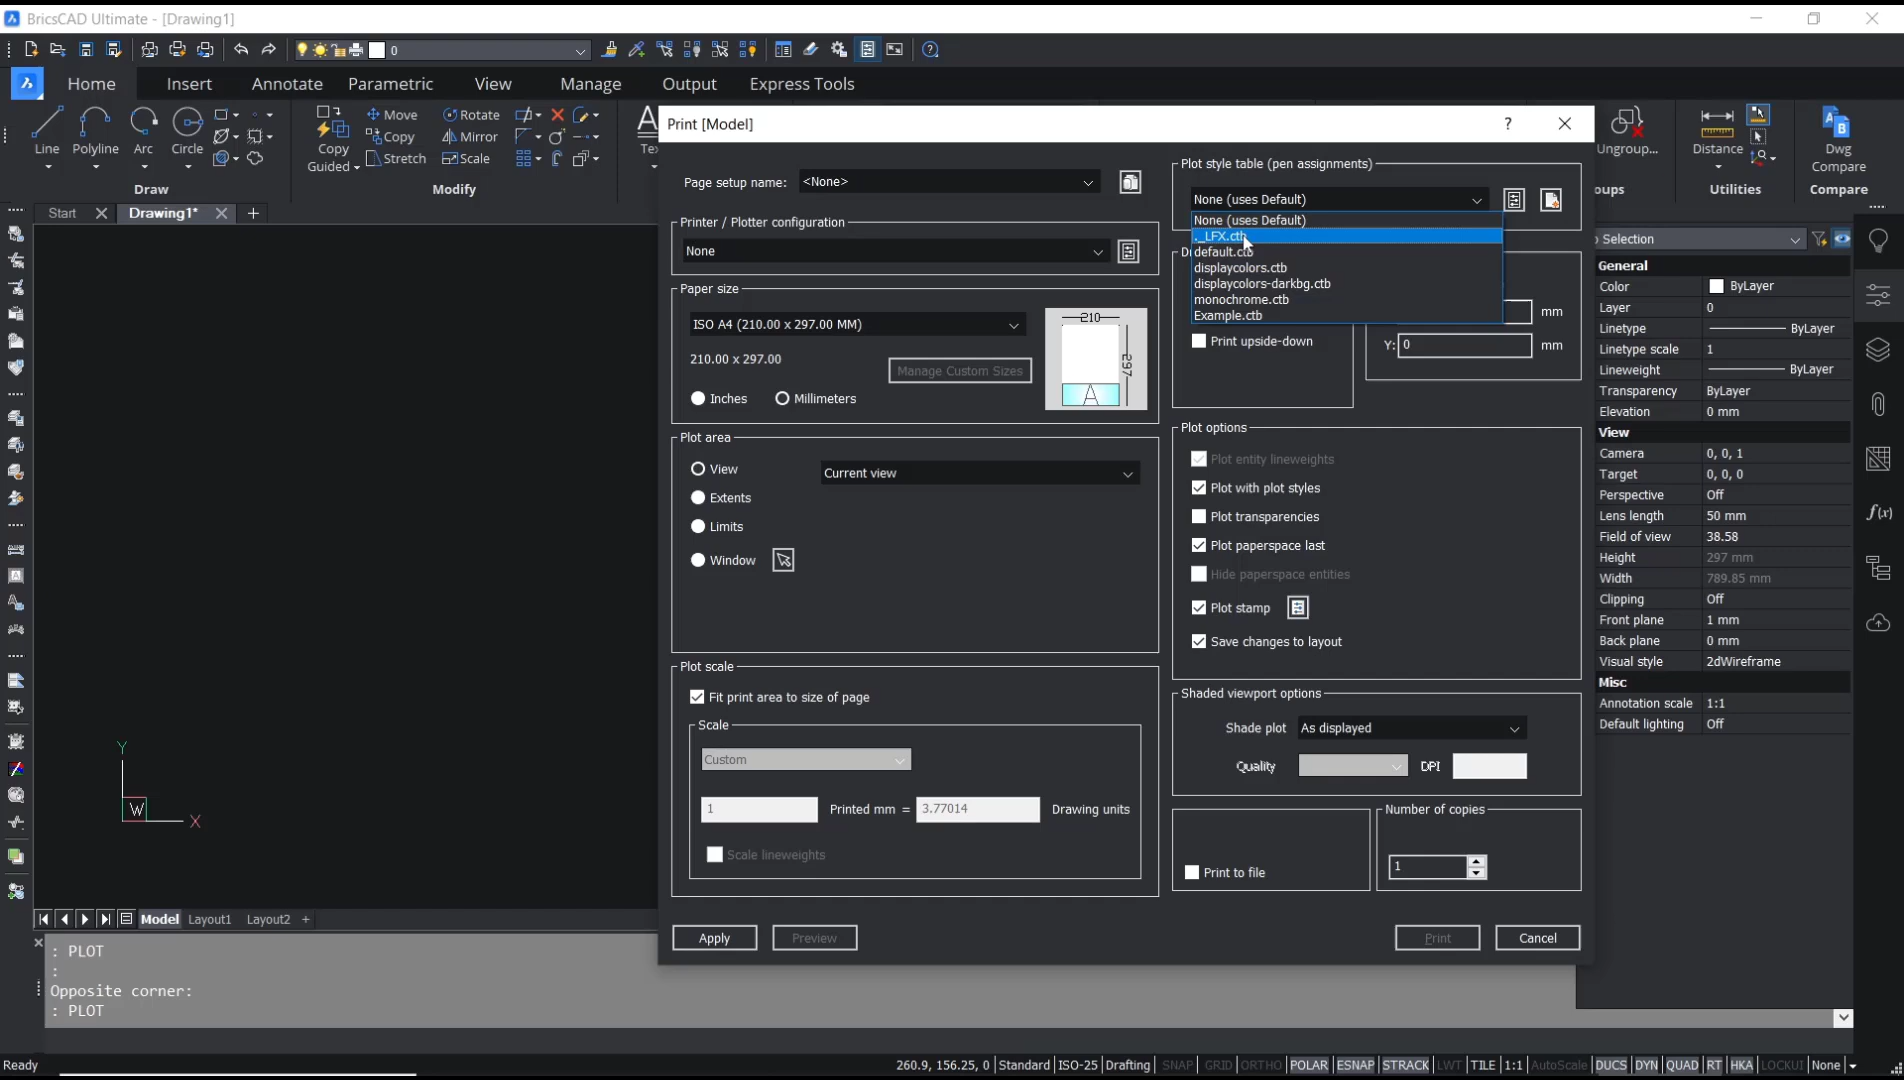 BricsCAD Ultimate - [Drawing1]
0
Home Insert Annotate Parametric View Manage Output Express Tools
Line Polyline Arc Circle
Draw
Copy
Guided
Move Rotate
Copy Mirror
Stretch Scale
Modify
Ungroup...
Distance
Utilities
Dwg
Compare
Compare
Start Drawing1*
Print [Model]
Page setup name: <None>
Printer / Plotter configuration
None
Paper size
ISO A4 (210.00 x 297.00 MM)
210.00 x 297.00
Manage Custom Sizes
Inches Millimeters
210
297
A
Plot area
View Current view
Extents
Limits
Window
Plot scale
Fit print area to size of page
Scale
Custom
1 Printed mm = 3.77014 Drawing units
Scale lineweights
Apply Preview
Plot style table (pen assignments)
None (uses Default)
None (uses Default)
._LFX.ctb
default.ctb
displaycolors.ctb
displaycolors-darkbg.ctb
monochrome.ctb
Example.ctb
mm
Print upside-down
Y: 0 mm
Plot options
Plot entity lineweights
Plot with plot styles
Plot transparencies
Plot paperspace last
Hide paperspace entities
Plot stamp
Save changes to layout
Shaded viewport options
Shade plot As displayed
Quality DPI
Print to file
Number of copies
1
Print Cancel
Selection
General
Color ByLayer
Layer 0
Linetype ByLayer
Linetype scale 1
Lineweight ByLayer
Transparency ByLayer
Elevation 0 mm
View
Camera 0, 0, 1
Target 0, 0, 0
Perspective Off
Lens length 50 mm
Field of view 38.58
Height 297 mm
Width 789.85 mm
Clipping Off
Front plane 1 mm
Back plane 0 mm
Visual style 2dWireframe
Misc
Annotation scale 1:1
Default lighting Off
f(x)
Y
W
X
Model Layout1 Layout2 +
: PLOT
:
Opposite corner:
: PLOT
Ready 260.9, 156.25, 0 Standard ISO-25 Drafting SNAP GRID ORTHO POLAR ESNAP STRACK LWT TILE 1:1 AutoScale DUCS DYN QUAD RT HKA LOCKUI None